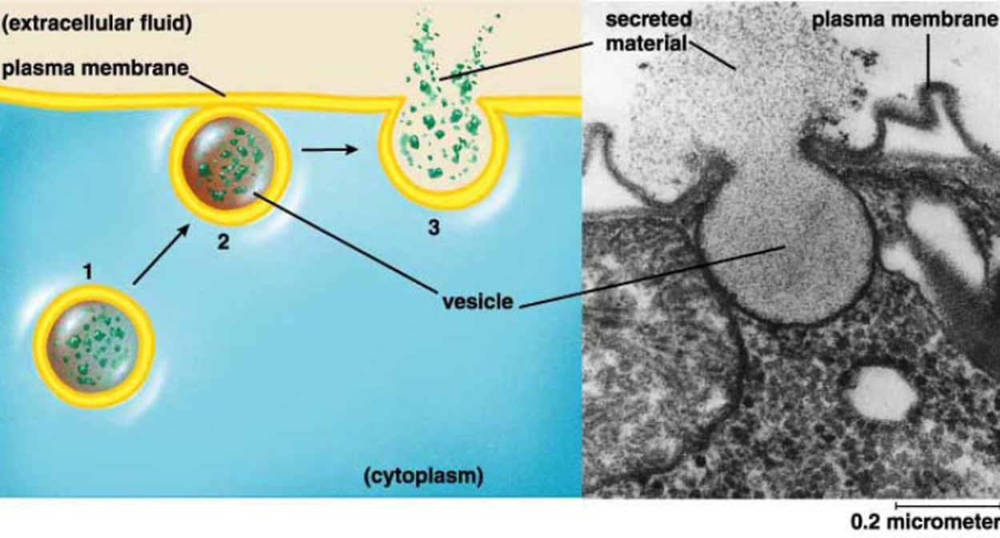 (extracellular fluid)
plasma membrane
secreted
material
plasma membrane
1
2
3
vesicle
(cytoplasm)
0.2 micrometer